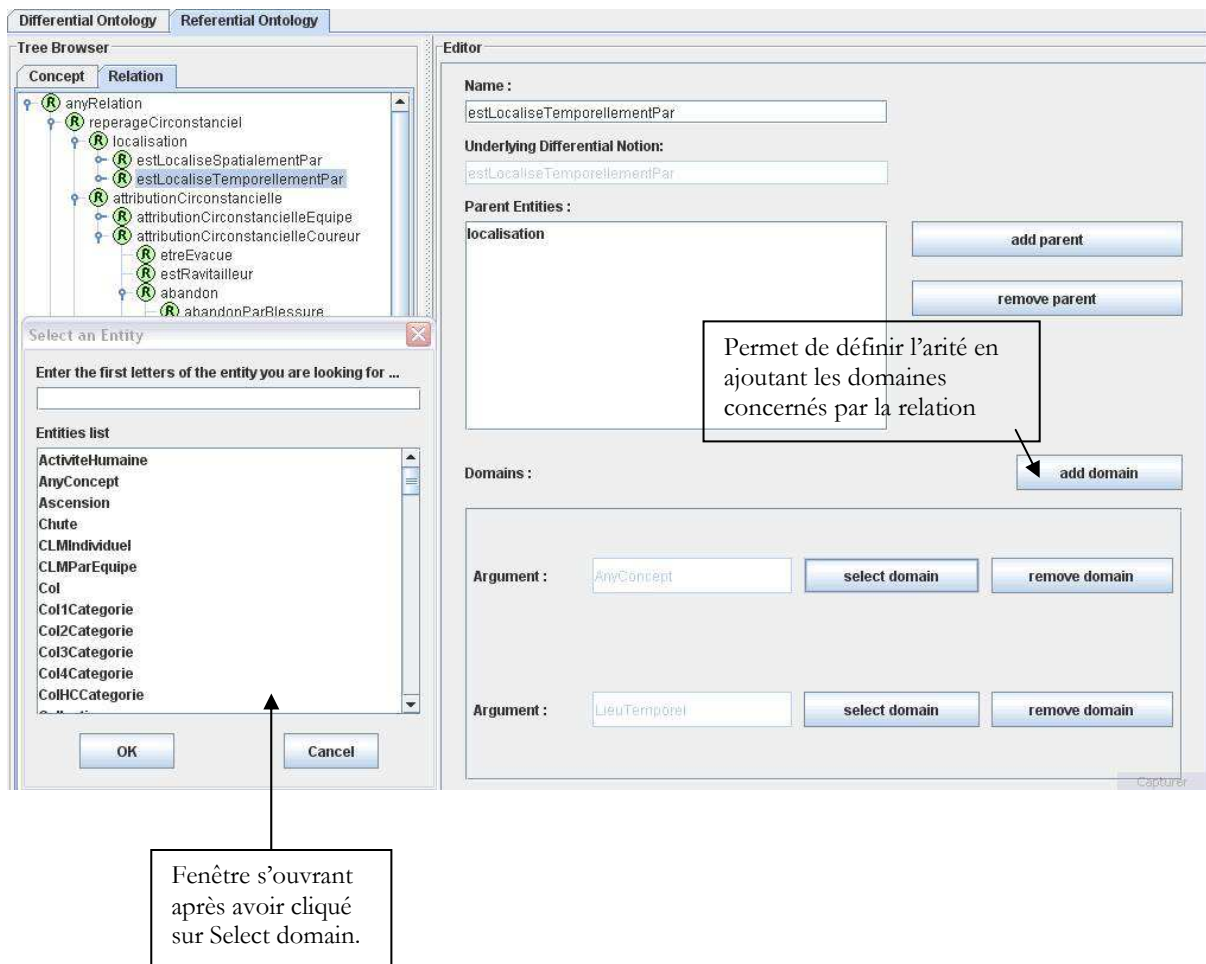 Differential Ontology
Referential Ontology
Tree Browser
Concept
Relation
anyRelation
reperageCirconstanciel
localisation
estLocaliseSpatialementPar
estLocaliseTemporellementPar
attributionCirconstancielle
attributionCirconstancielleEquipe
attributionCirconstancielleCoureur
etreEvacue
estRavitailleur
abandon
abandonParBlessure
Select an Entity
Enter the first letters of the entity you are looking for ...
Entities list
ActiviteHumaine
AnyConcept
Ascension
Chute
CLMIndividuel
CLMParEquipe
Col
Col1Categorie
Col2Categorie
Col3Categorie
Col4Categorie
ColHCCategorie
OK
Cancel
Editor
Name :
estLocaliseTemporellementPar
Underlying Differential Notion:
estLocaliseTemporellementPar
Parent Entities :
localisation
add parent
remove parent
Permet de définir l'arité en
ajoutant les domaines
concernés par la relation
Domains :
add domain
Argument :
AnyConcept
select domain
remove domain
Argument :
LieuTemporel
select domain
remove domain
Capturer
Fenêtre s'ouvrant
après avoir cliqué
sur Select domain.